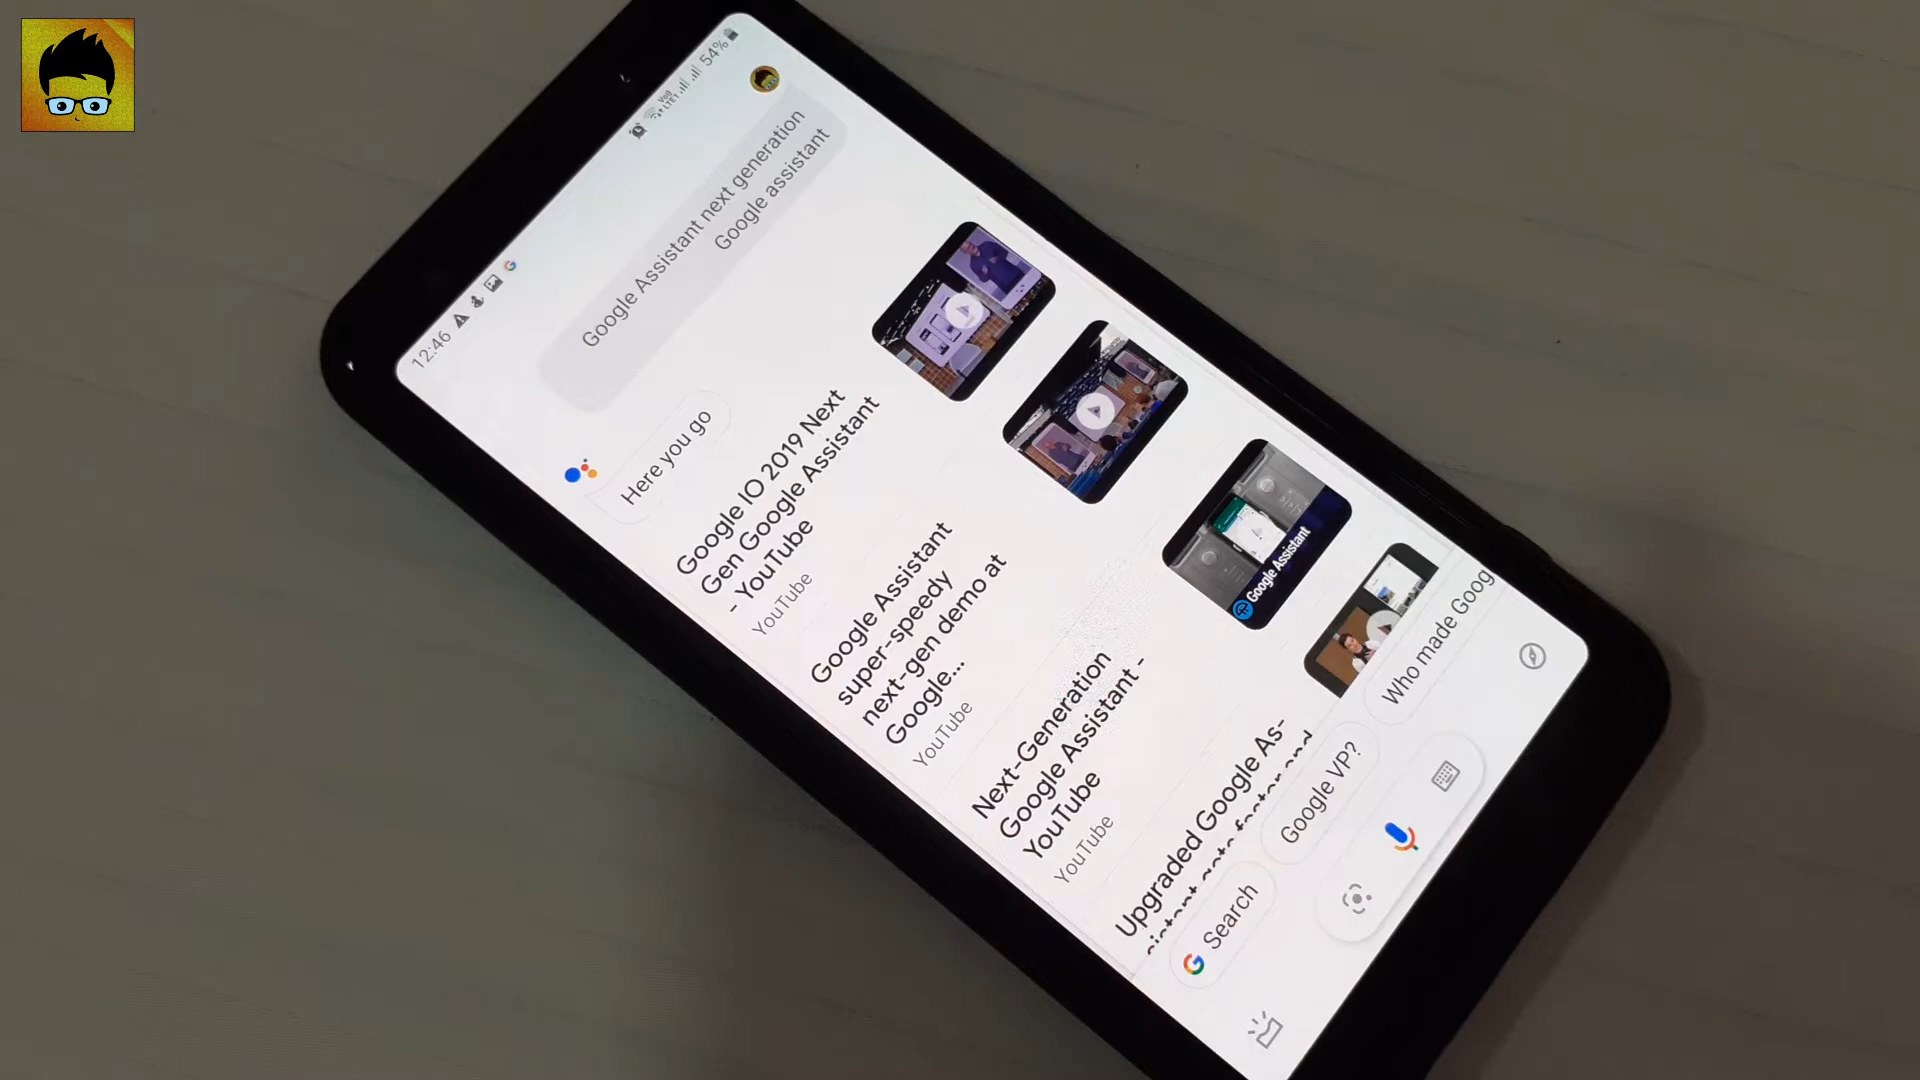 12:46
Vo))
LTE1
54%
Google Assistant next generation
Google assistant
Here you go
Google IO 2019 Next
Gen Google Assistant
- YouTube
YouTube
Google Assistant
super-speedy
next-gen demo at
Google...
YouTube
Next-Generation
Google Assistant -
YouTube
YouTube
Google Assistant
Upgraded Google As-
Search
Google VP?
Who made Goog